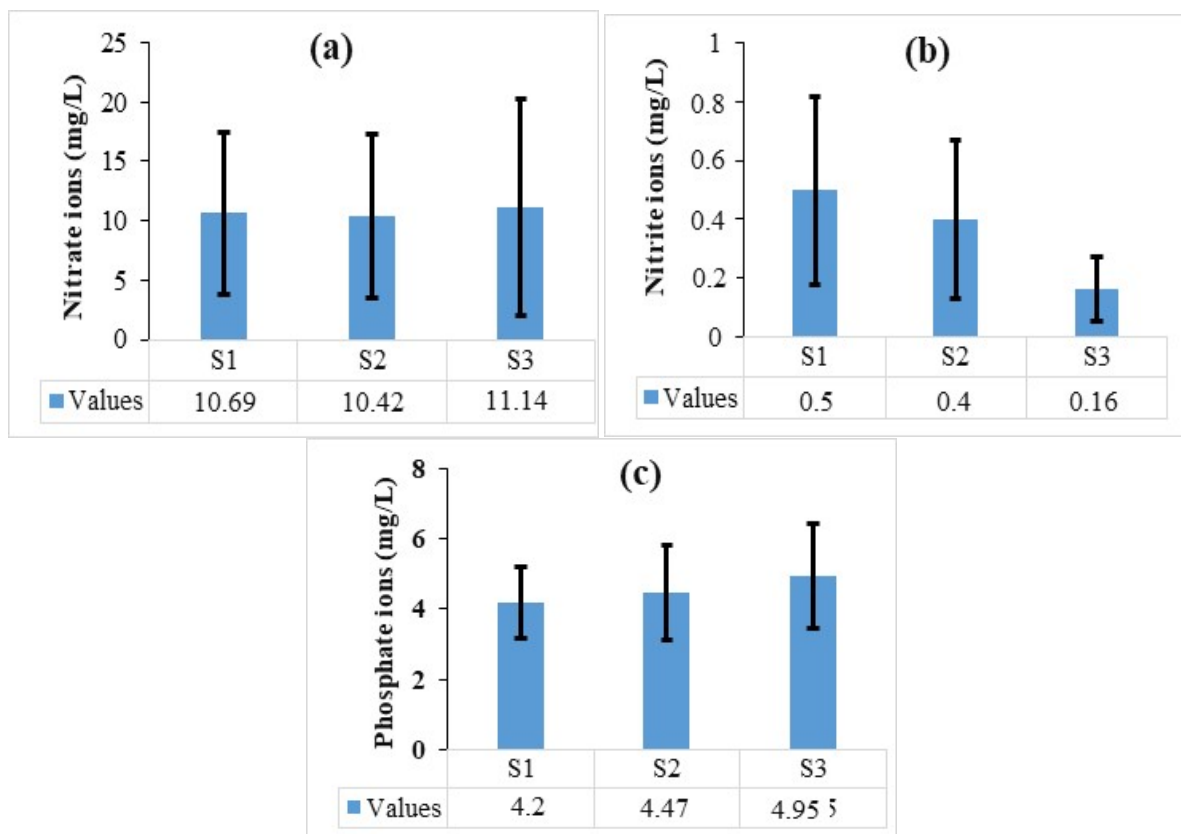 (a)
Nitrate ions (mg/L)
25
20
15
10
5
0
S1 S2 S3
Values 10.69 10.42 11.14
(b)
Nitrite ions (mg/L)
1
0.8
0.6
0.4
0.2
0
S1 S2 S3
Values 0.5 0.4 0.16
(c)
Phosphate ions (mg/L)
8
6
4
2
0
S1 S2 S3
Values 4.2 4.47 4.95 5